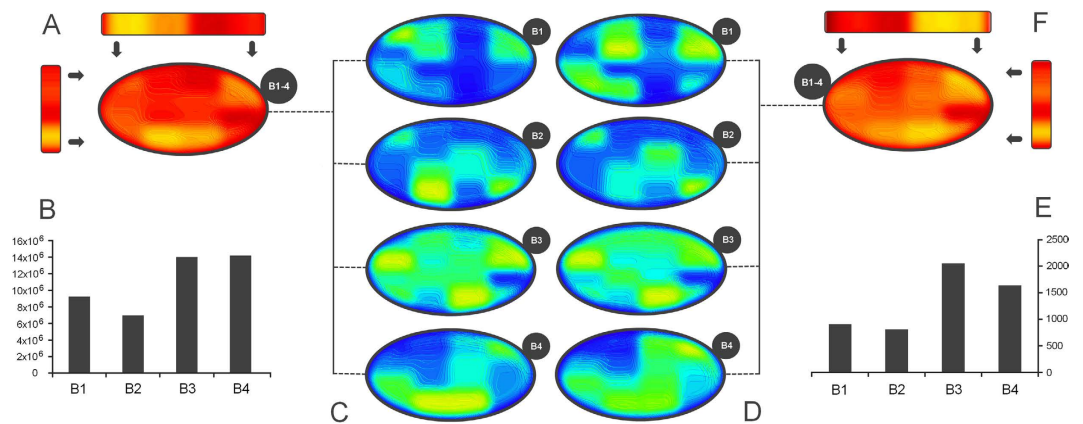 A
B1-4
B
16x10⁶
14x10⁶
12x10⁶
10x10⁶
8x10⁶
6x10⁶
4x10⁶
2x10⁶
0
B1 B2 B3 B4
B1
B2
B3
B4
C
B1
B2
B3
B4
D
F
B1-4
E
2500
2000
1500
1000
500
0
B1 B2 B3 B4